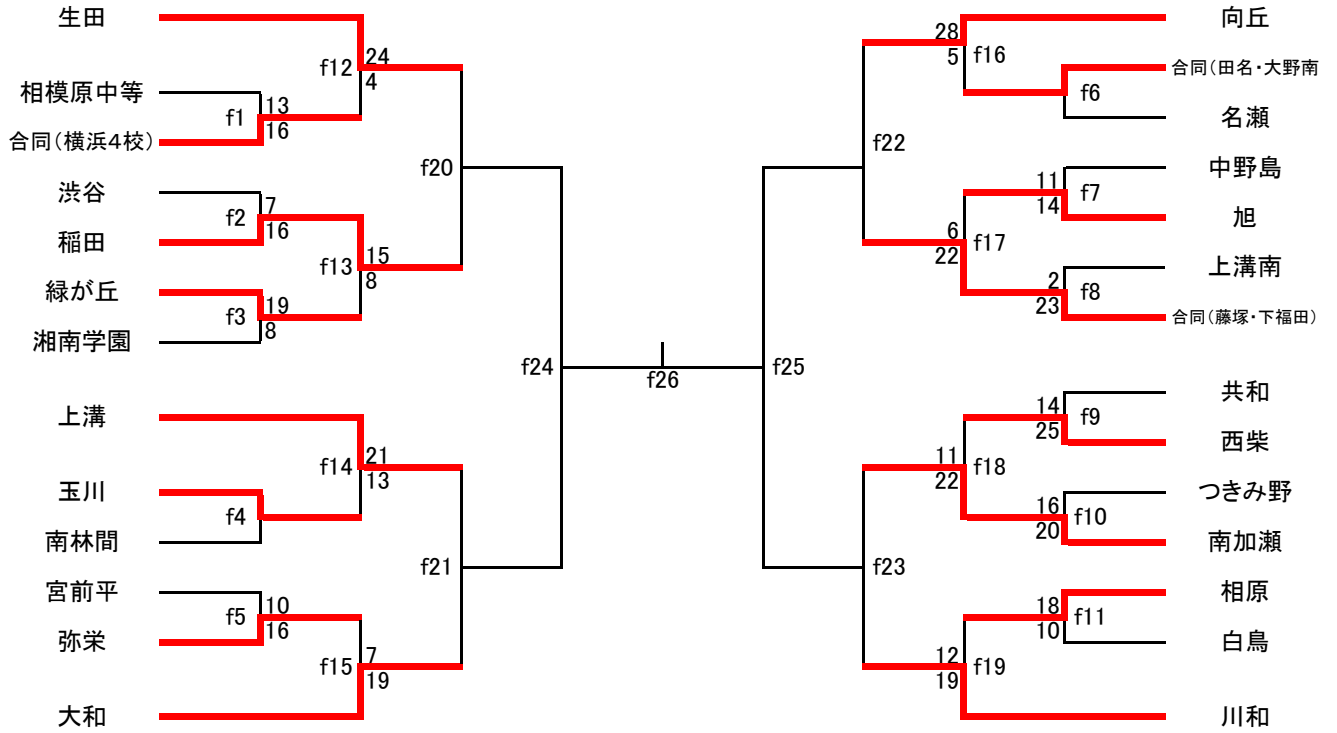 生田
24
f12
4
相模原中等
13
f1
16
合同(横浜4校)
f20
渋谷
7
f2
16
稲田
15
f13
8
緑が丘
19
f3
8
湘南学園
f24
上溝
21
f14
13
玉川
f4
南林間
f21
宮前平
10
f5
16
弥栄
7
f15
19
大和
f26
向丘
28
f16
5
合同(田名・大野南
f6
名瀬
f22
中野島
11
f7
14
旭
6
f17
22
上溝南
2
f8
23
合同(藤塚・下福田)
f25
共和
14
f9
25
西柴
11
f18
22
つきみ野
16
f10
20
南加瀬
f23
相原
18
f11
10
白鳥
12
f19
19
川和